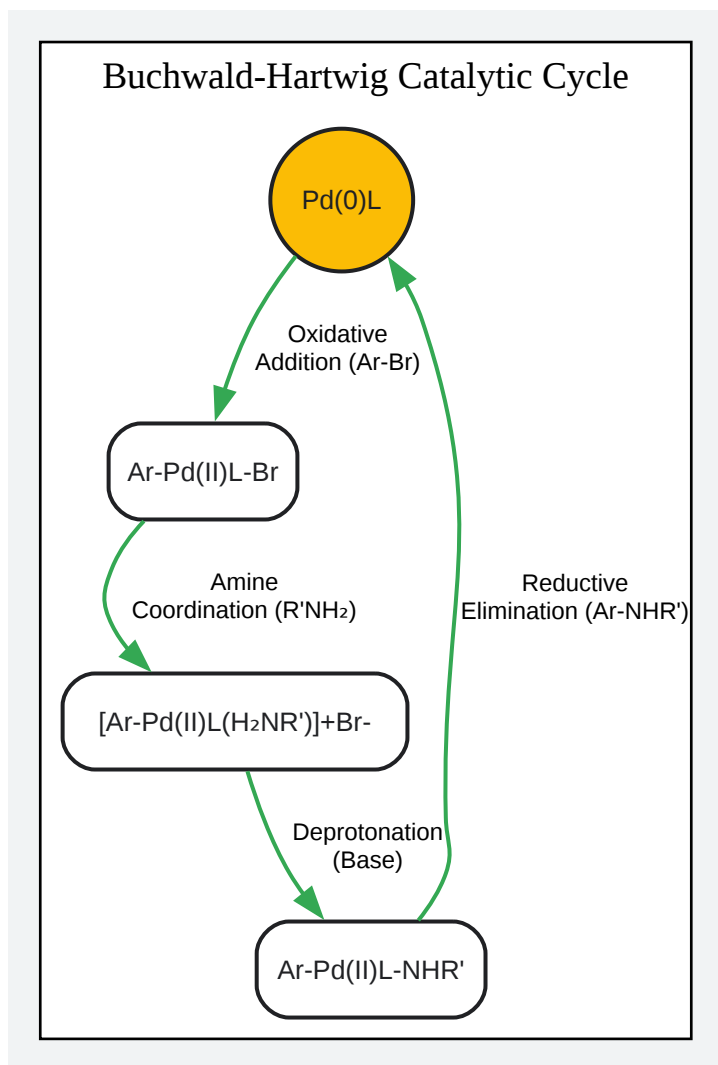 Buchwald-Hartwig Catalytic Cycle
Pd(0)L
Oxidative
Addition (Ar-Br)
Ar-Pd(II)L-Br
Amine
Coordination (R'NH₂)
Reductive
Elimination (Ar-NHR')
[Ar-Pd(II)L(H₂NR')]+Br-
Deprotonation
(Base)
Ar-Pd(II)L-NHR'